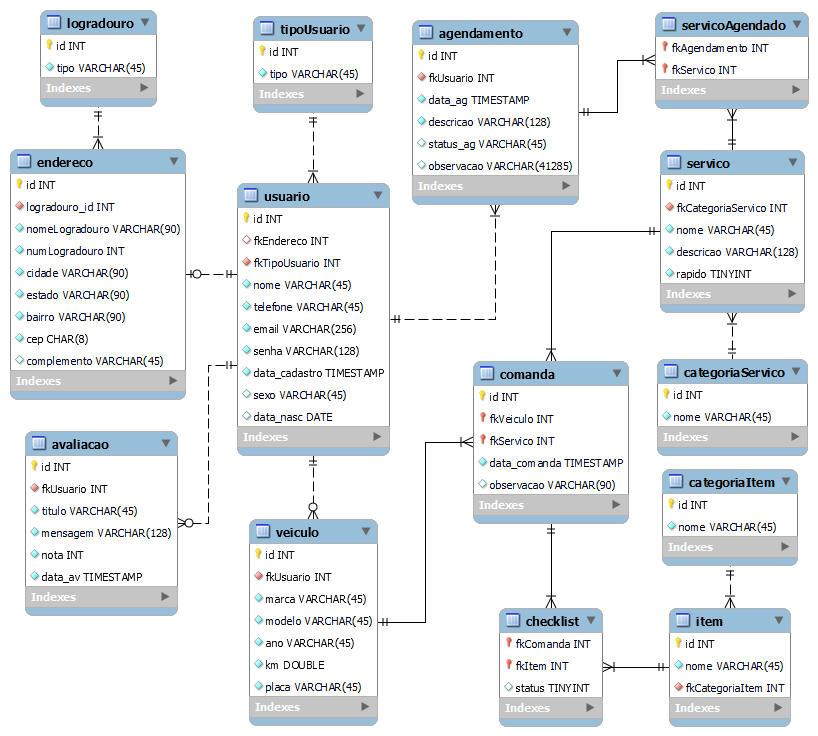 logradouro
id INT
tipo VARCHAR(45)
Indexes
tipoUsuario
id INT
tipo VARCHAR(45)
Indexes
agendamento
id INT
fkUsuario INT
data_ag TIMESTAMP
descricao VARCHAR(128)
status_ag VARCHAR(45)
observacao VARCHAR(41285)
Indexes
servicoAgendado
fkAgendamento INT
fkServico INT
Indexes
endereco
id INT
logradouro_id INT
nomeLogradouro VARCHAR(90)
numLogradouro INT
cidade VARCHAR(90)
estado VARCHAR(90)
bairro VARCHAR(90)
cep CHAR(8)
complemento VARCHAR(45)
Indexes
usuario
id INT
fkEndereco INT
fkTipoUsuario INT
nome VARCHAR(45)
telefone VARCHAR(45)
email VARCHAR(256)
senha VARCHAR(128)
data_cadastro TIMESTAMP
sexo VARCHAR(45)
data_nasc DATE
Indexes
servico
id INT
fkCategoriaServico INT
nome VARCHAR(45)
descricao VARCHAR(128)
rapido TINYINT
Indexes
comanda
id INT
fkVeiculo INT
fkServico INT
data_comanda TIMESTAMP
observacao VARCHAR(90)
Indexes
categoriaServico
id INT
nome VARCHAR(45)
Indexes
avaliacao
id INT
fkUsuario INT
titulo VARCHAR(45)
mensagem VARCHAR(128)
nota INT
data_av TIMESTAMP
Indexes
veiculo
id INT
fkUsuario INT
marca VARCHAR(45)
modelo VARCHAR(45)
ano VARCHAR(45)
km DOUBLE
placa VARCHAR(45)
Indexes
categoriaItem
id INT
nome VARCHAR(45)
Indexes
checklist
fkComanda INT
fkItem INT
status TINYINT
Indexes
item
id INT
nome VARCHAR(45)
fkCategoriaItem INT
Indexes